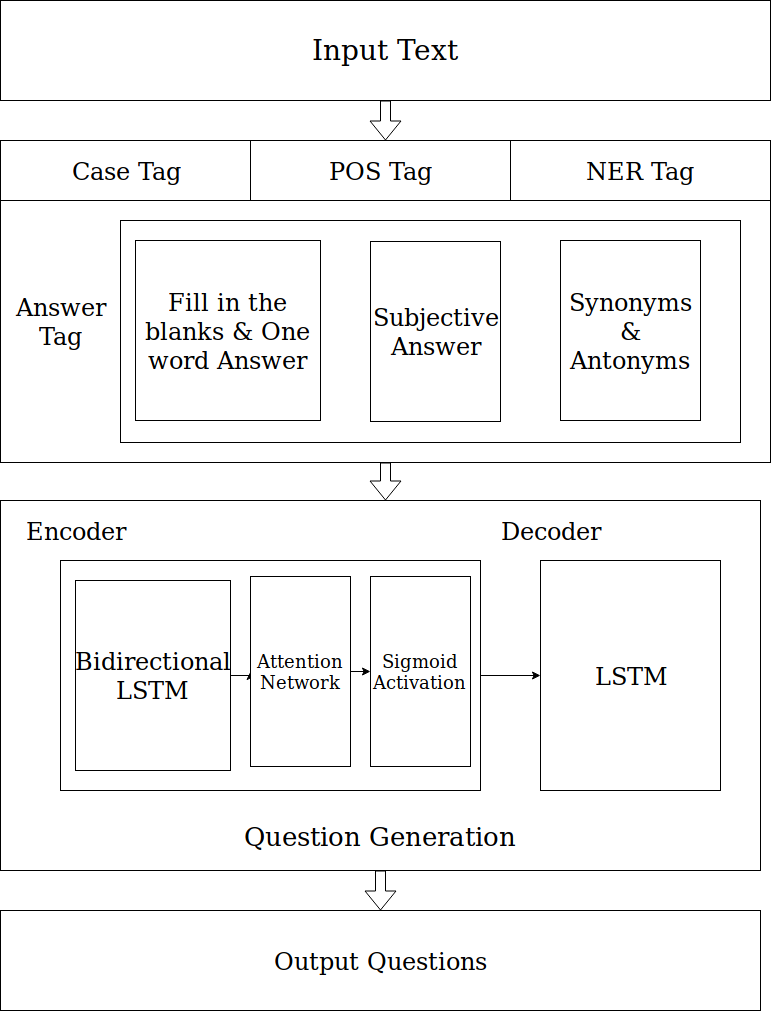 Input Text
Case Tag
POS Tag
NER Tag
Answer
Tag
Fill in the
blanks & One
word Answer
Subjective
Answer
Synonyms
&
Antonyms
Encoder
Decoder
Bidirectional
LSTM
Attention
Network
Sigmoid
Activation
LSTM
Question Generation
Output Questions